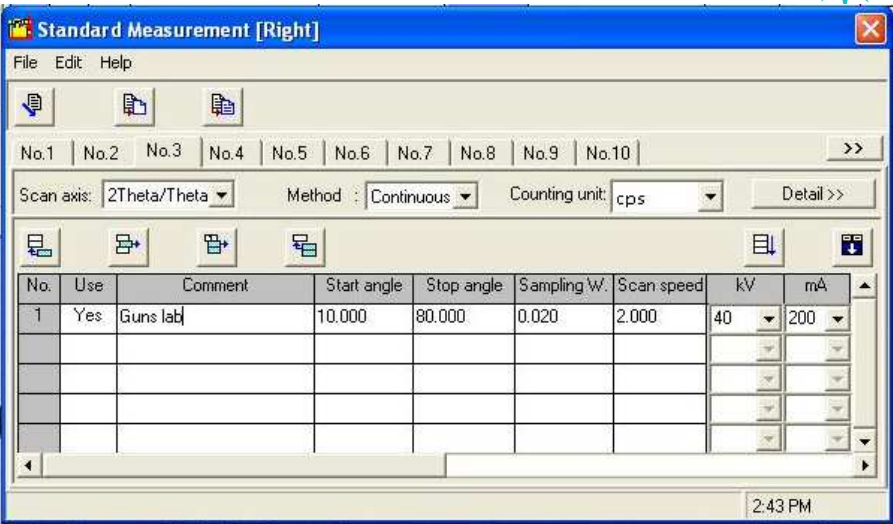 Standard Measurement [Right]
File Edit Help
No.1 No.2 No.3 No.4 No.5 No.6 No.7 No.8 No.9 No.10 >>
Scan axis: 2Theta/Theta Method : Continuous Counting unit: cps Detail >>
No. Use Comment Start angle Stop angle Sampling W. Scan speed kV mA
1 Yes Guns lab 10.000 80.000 0.020 2.000 40 200
2:43 PM